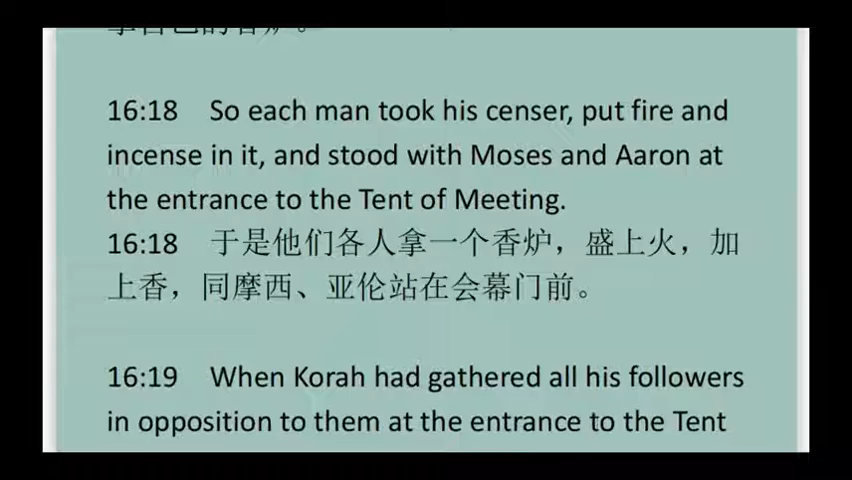 16:18 So each man took his censer, put fire and
incense in it, and stood with Moses and Aaron at
the entrance to the Tent of Meeting.
16:18 于是他们各人拿一个香炉，盛上火，加
上香，同摩西、亚伦站在会幕门前。
16:19 When Korah had gathered all his followers
in opposition to them at the entrance to the Tent